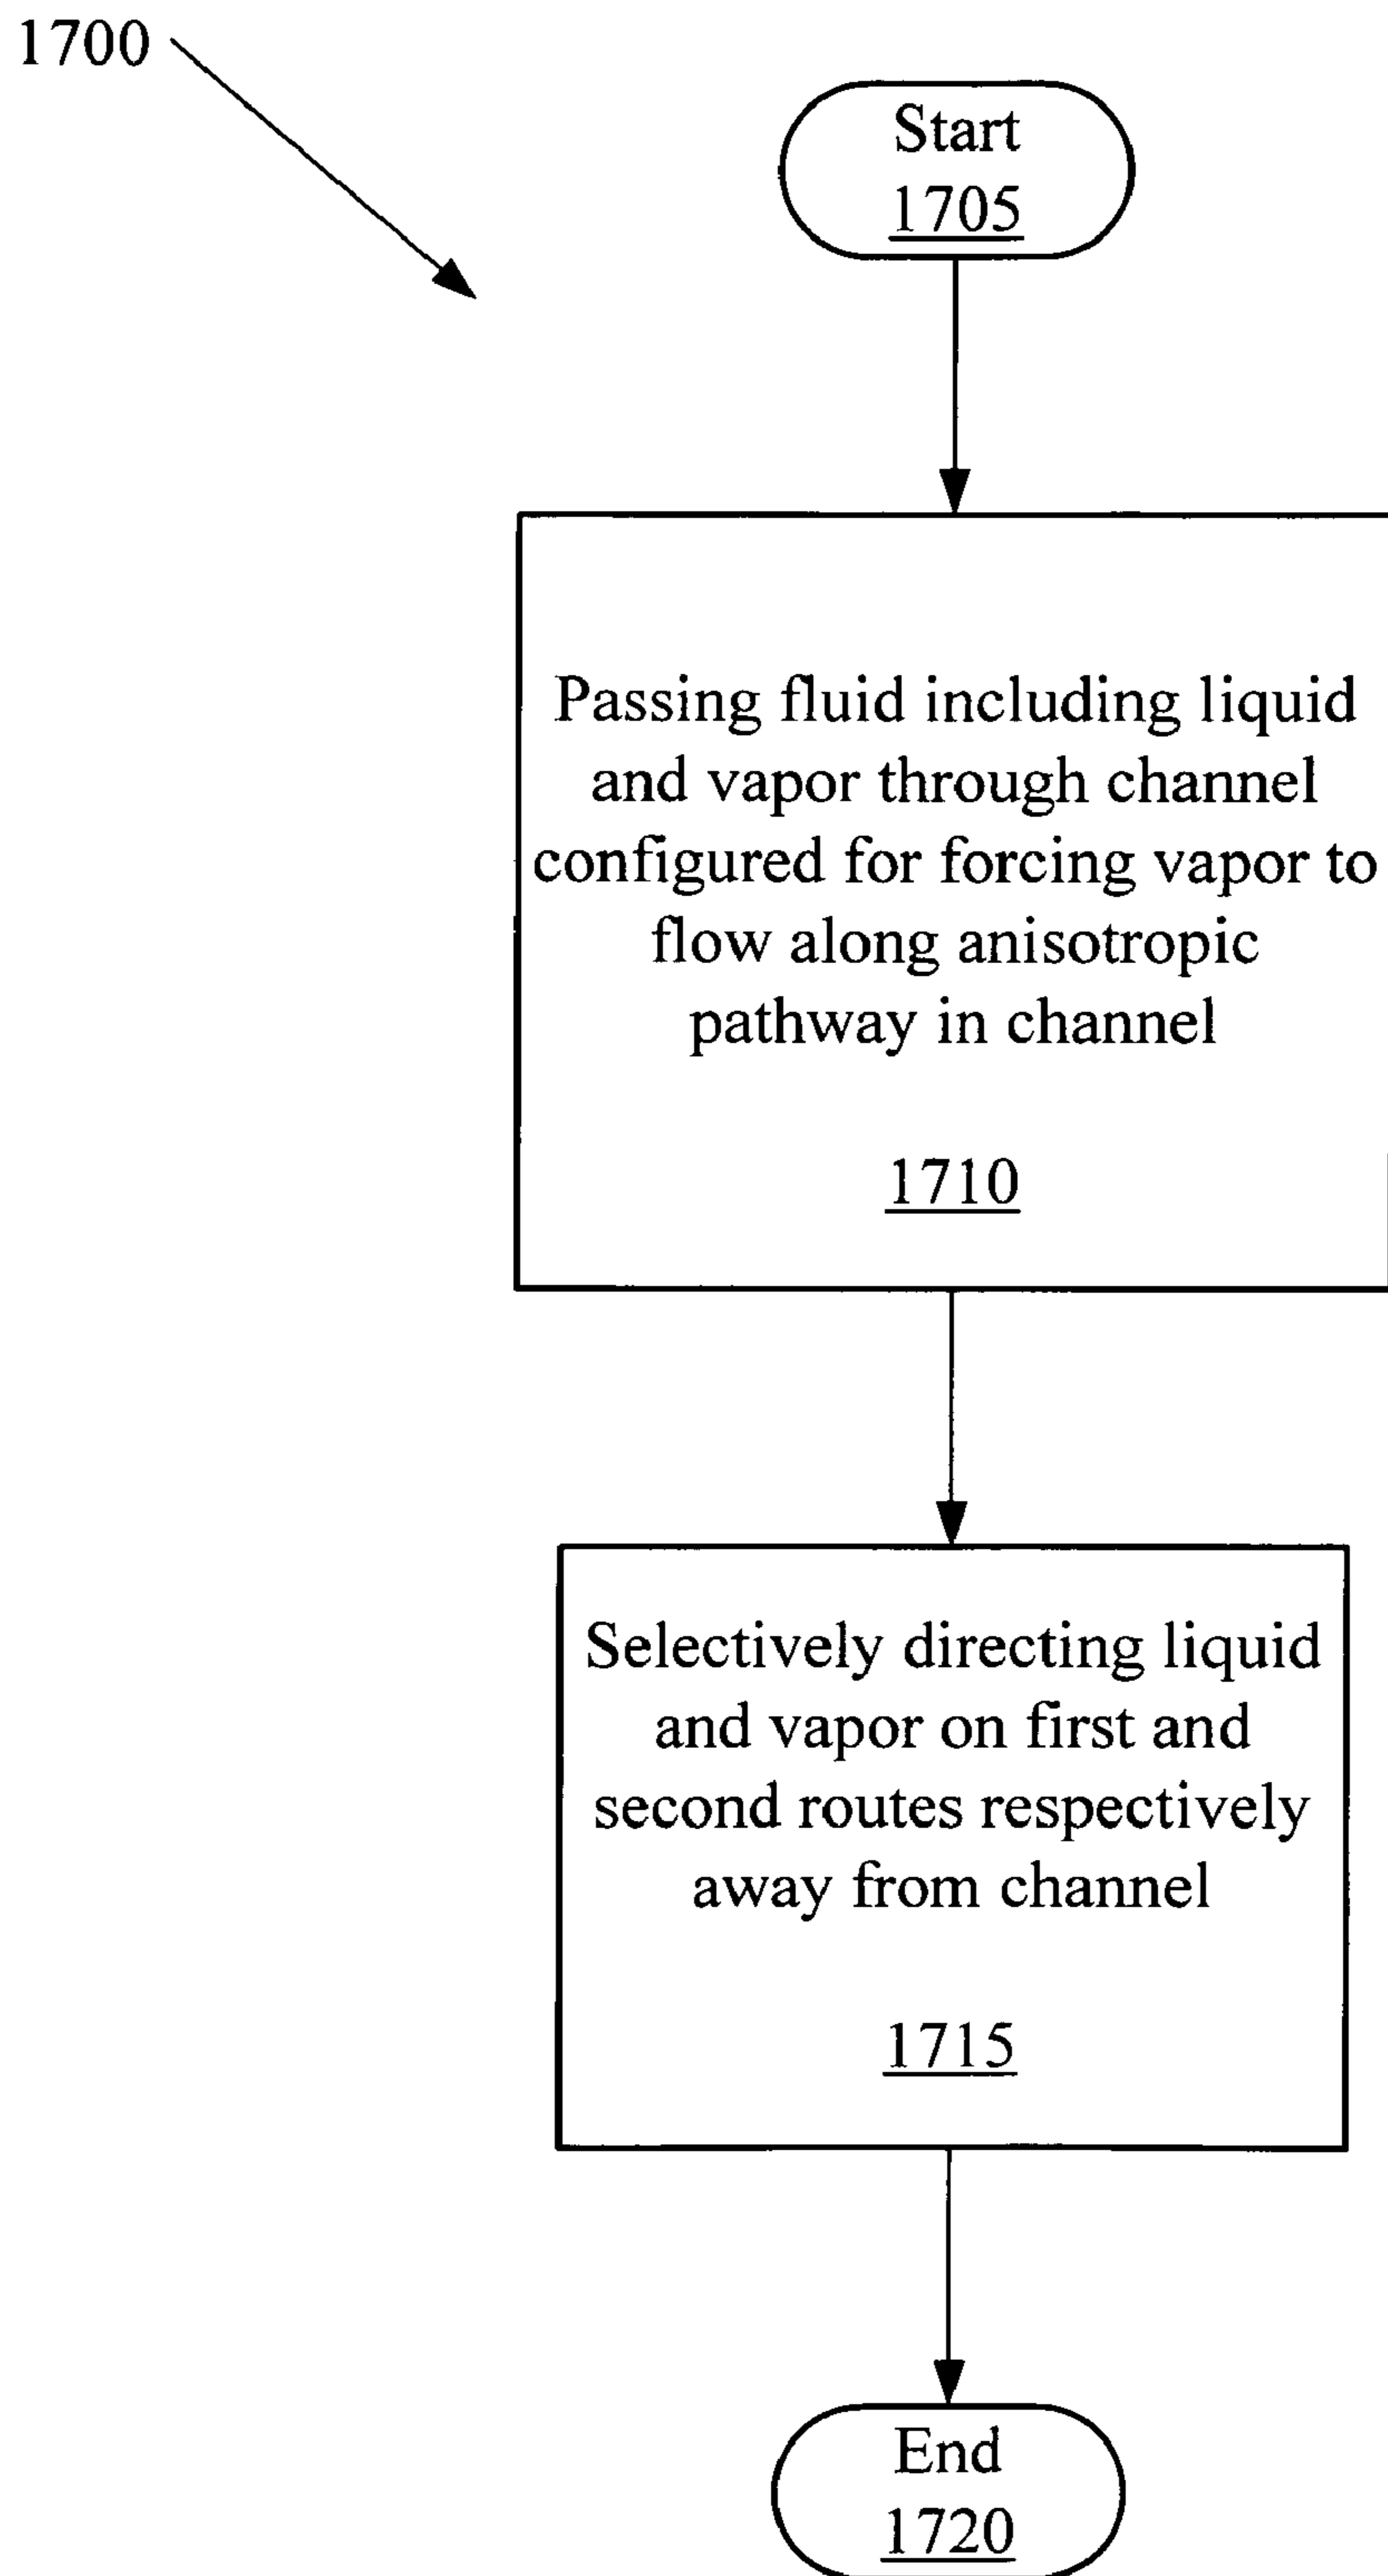 1700
Start
1705
Passing fluid including liquid
and vapor through channel
configured for forcing vapor to
flow along anisotropic
pathway in channel
1710
Selectively directing liquid
and vapor on first and
second routes respectively
away from channel
1715
End
1720